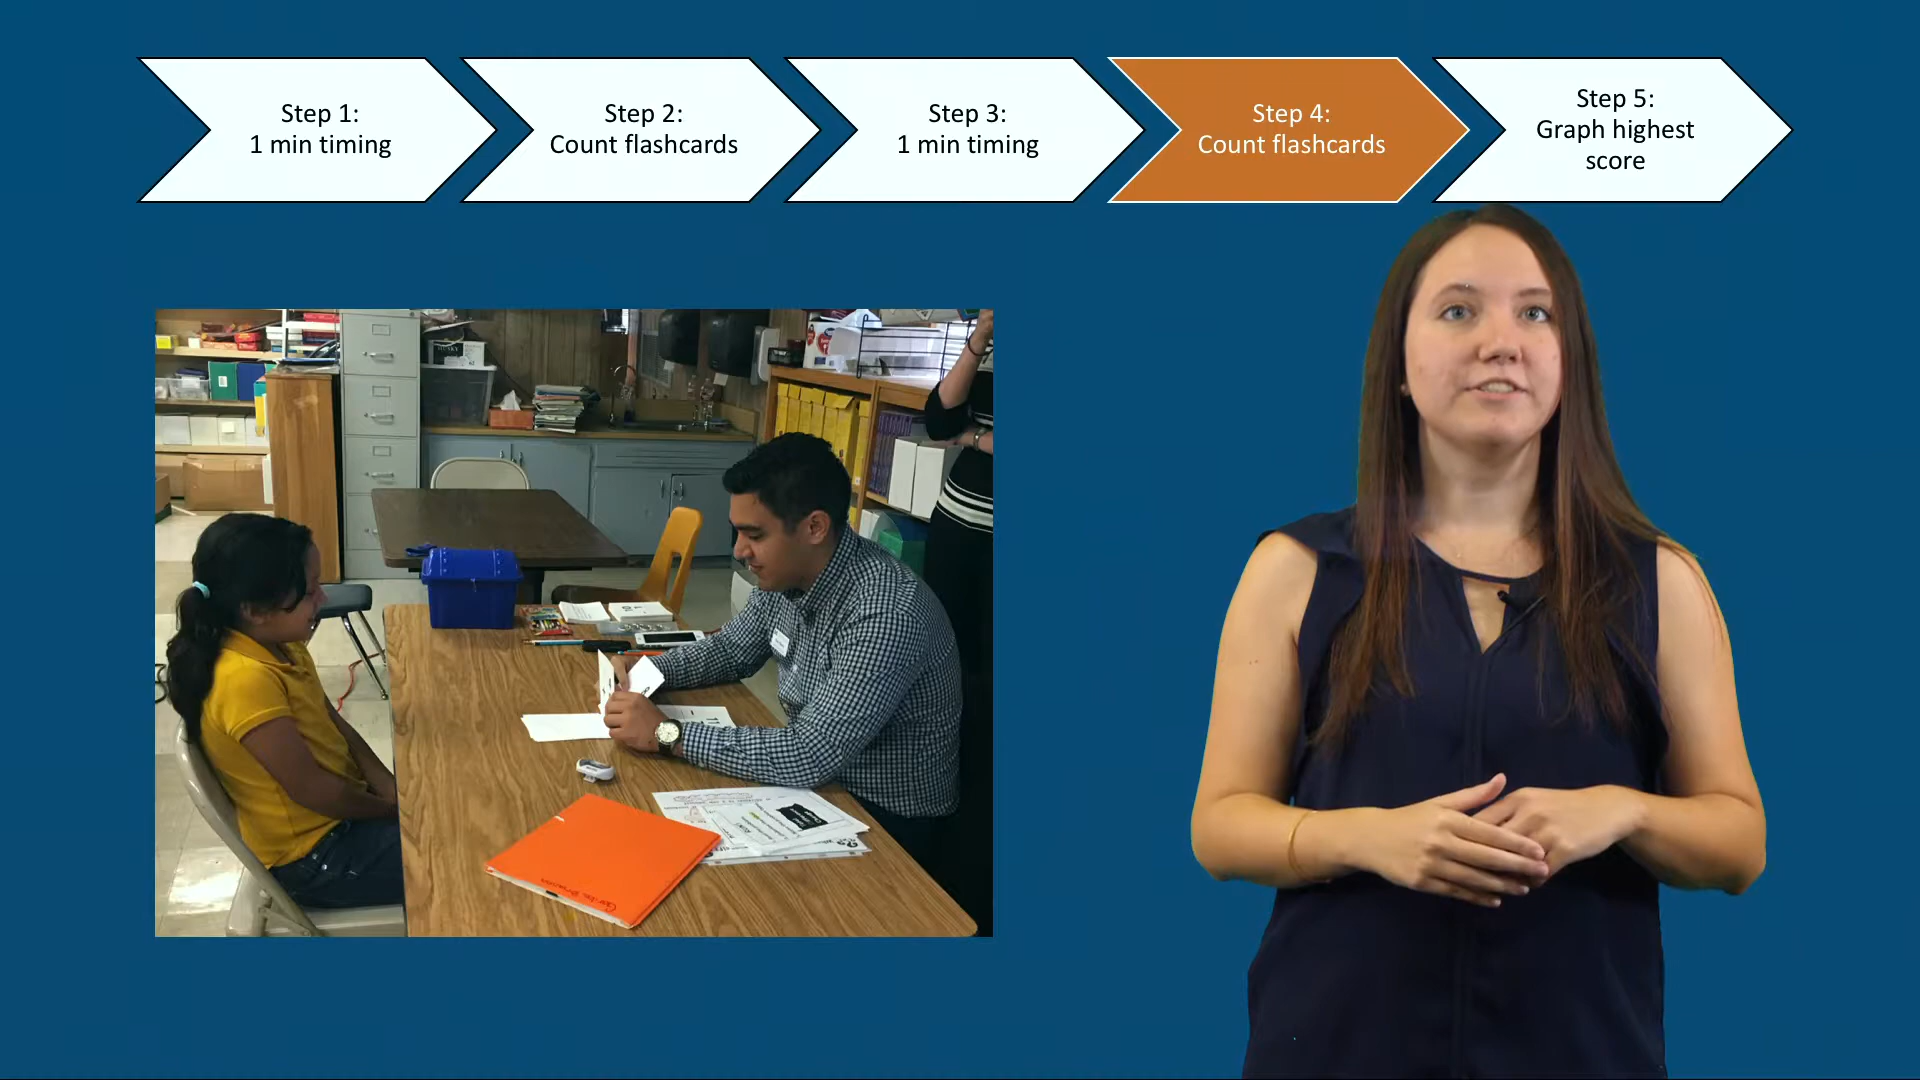 Step 1:
1 min timing
Step 2:
Count flashcards
Step 3:
1 min timing
Step 4:
Count flashcards
Step 5:
Graph highest
score